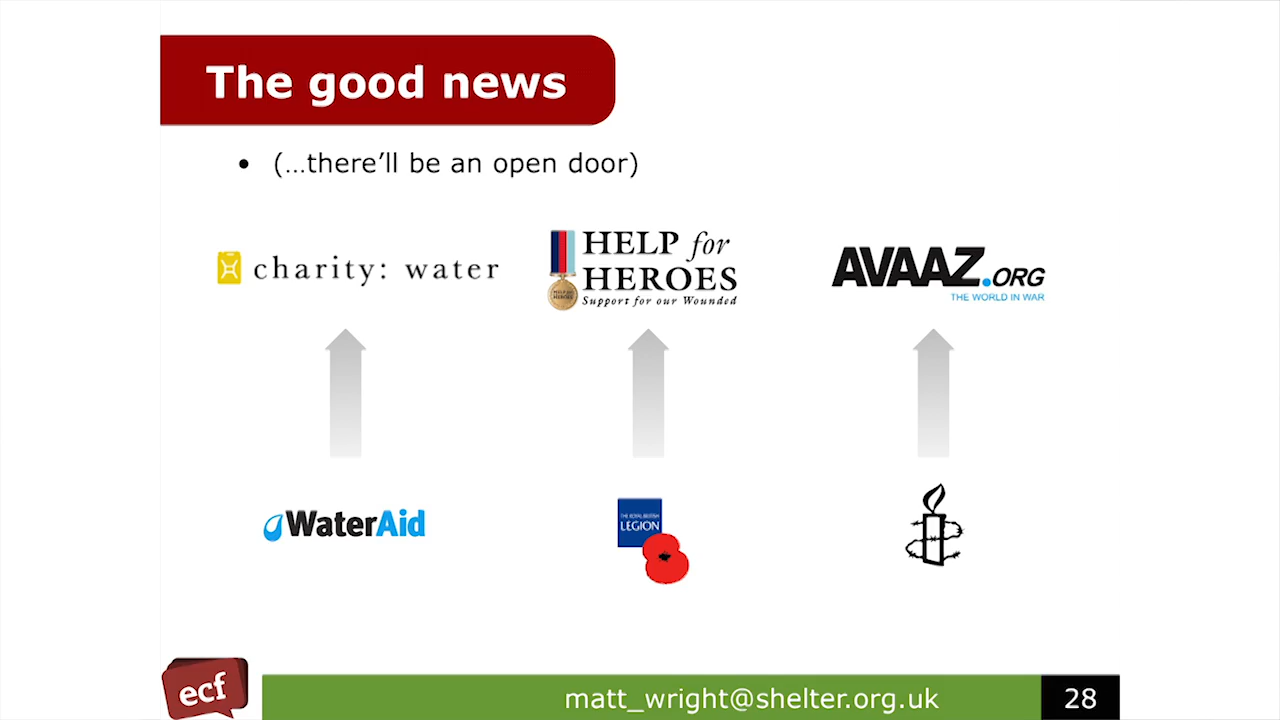 The good news
• (...there'll be an open door)
charity: water
HELP for
HEROES
Support for our Wounded
AVAAZ.ORG
THE WORLD IN WAR
WaterAid
THE ROYAL BRITISH
LEGION
ecf
matt_wright@shelter.org.uk
28